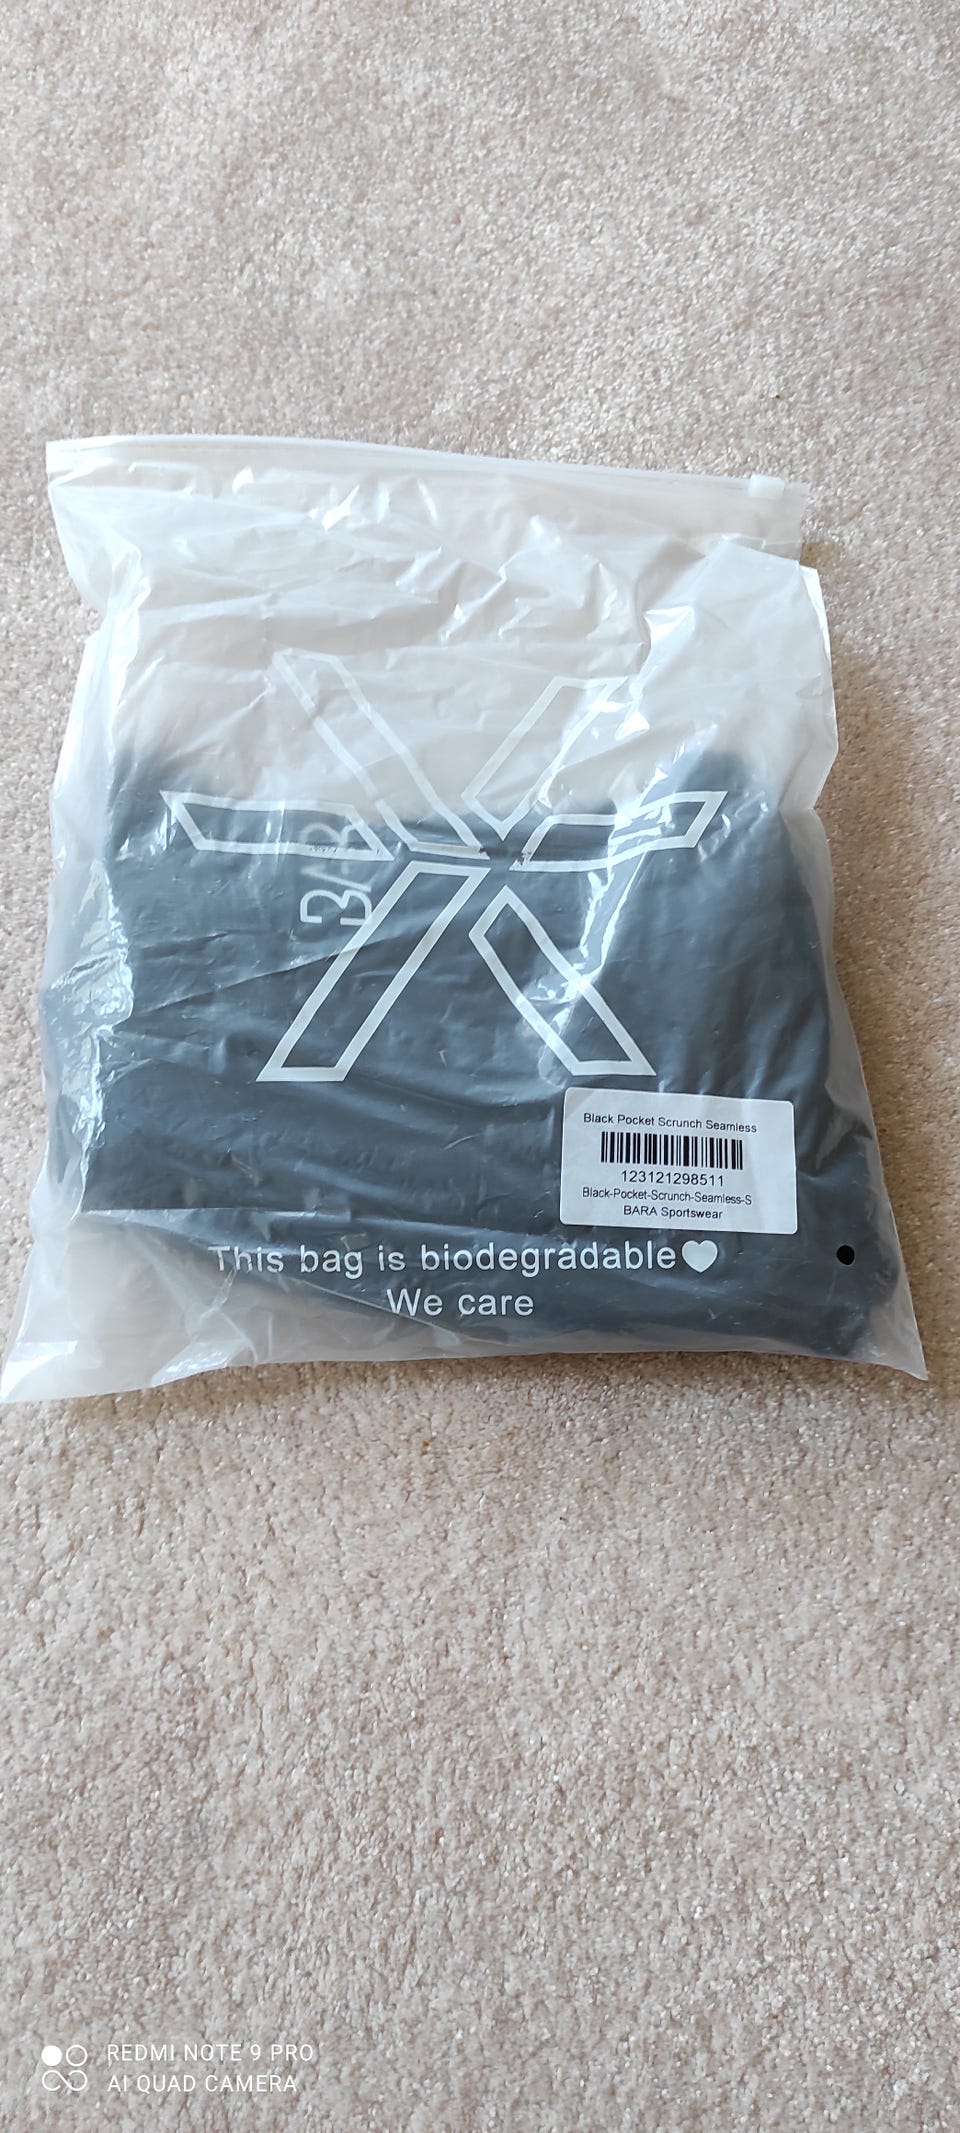 Black Pocket Scrunch Seamless
123121298511
Black-Pocket-Scrunch-Seamless-S
BARA Sportswear
This bag is biodegradable
We care
REDMI NOTE 9 PRO
AI QUAD CAMERA